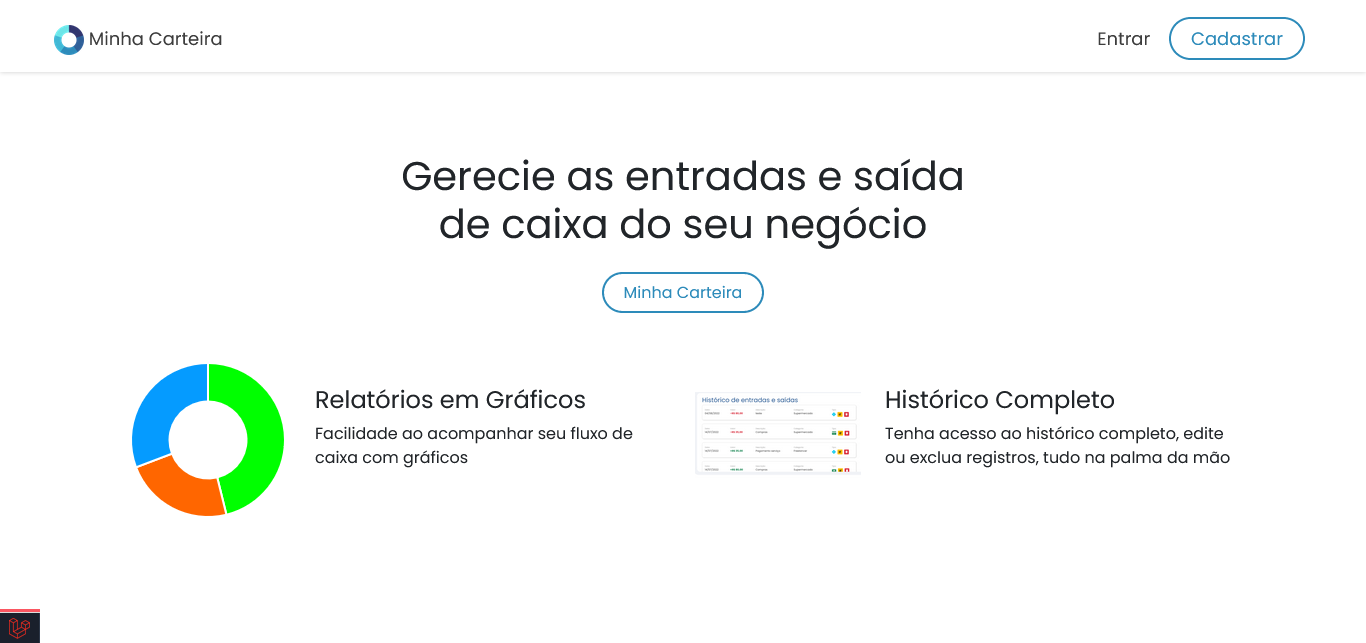 Minha Carteira
Entrar
Cadastrar
Gerecie as entradas e saída
de caixa do seu negócio
Minha Carteira
Relatórios em Gráficos
Facilidade ao acompanhar seu fluxo de
caixa com gráficos
Histórico de entradas e saídas
Histórico Completo
Tenha acesso ao histórico completo, edite
ou exclua registros, tudo na palma da mão